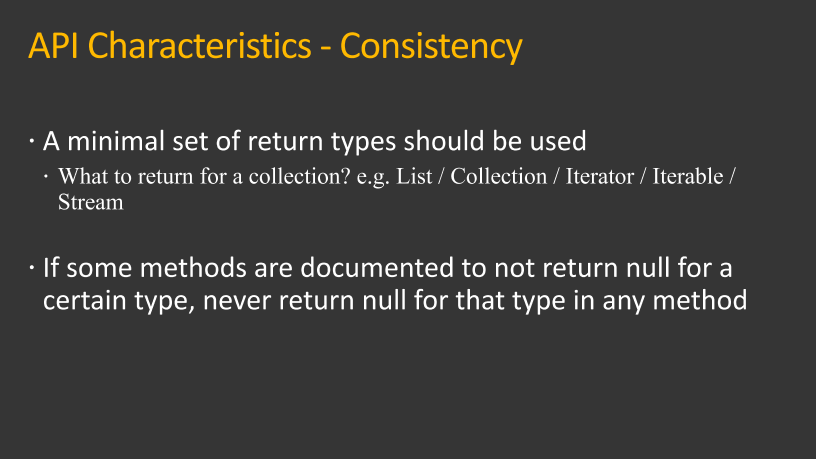 API Characteristics - Consistency
· A minimal set of return types should be used
· What to return for a collection? e.g. List / Collection / Iterator / Iterable /
Stream
· If some methods are documented to not return null for a
certain type, never return null for that type in any method